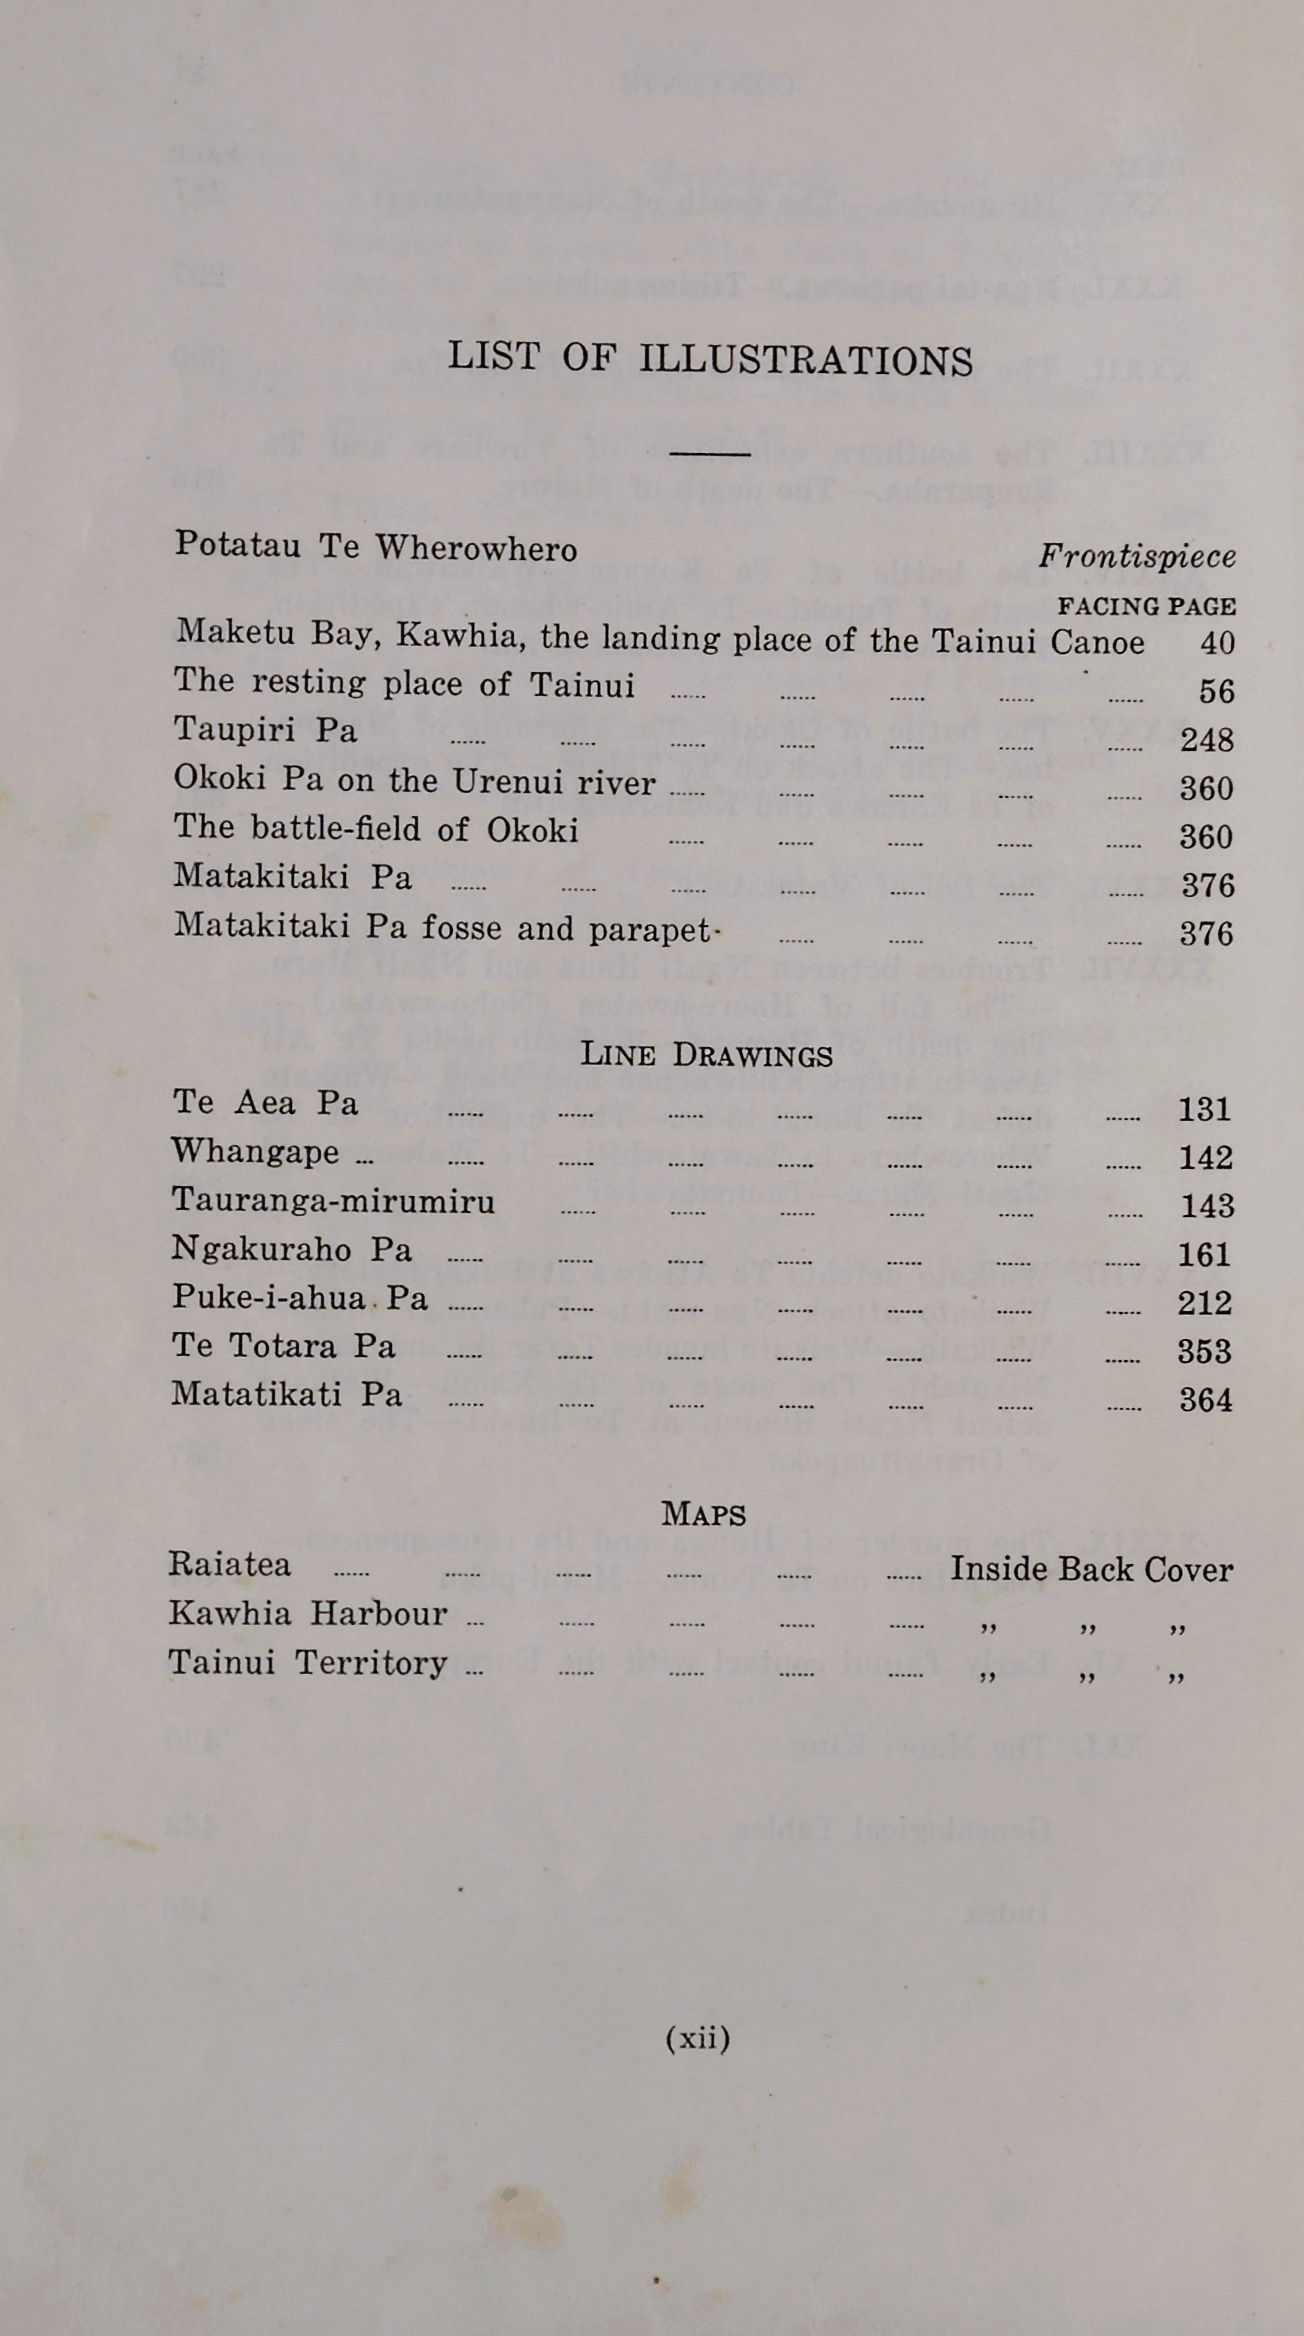 LIST OF ILLUSTRATIONS
Potatau Te Wherowhero Frontispiece
FACING PAGE
Maketu Bay, Kawhia, the landing place of the Tainui Canoe 40
The resting place of Tainui ...... ...... ...... ...... ...... 56
Taupiri Pa ...... ...... ...... ...... ...... ...... ...... 248
Okoki Pa on the Urenui river ...... ...... ...... ...... ...... 360
The battle-field of Okoki ...... ...... ...... ...... ...... 360
Matakitaki Pa ...... ...... ...... ...... ...... ...... ...... 376
Matakitaki Pa fosse and parapet ...... ...... ...... ...... 376
LINE DRAWINGS
Te Aea Pa ...... ...... ...... ...... ...... ...... ...... 131
Whangape ... ...... ...... ...... ...... ...... ...... ...... 142
Tauranga-mirumiru ...... ...... ...... ...... ...... ...... 143
Ngakuraho Pa ...... ...... ...... ...... ...... ...... ...... 161
Puke-i-ahua Pa ...... ...... ...... ...... ...... ...... ...... 212
Te Totara Pa ...... ...... ...... ...... ...... ...... ...... 353
Matatikati Pa ...... ...... ...... ...... ...... ...... ...... 364
MAPS
Raiatea ...... ...... ...... ...... ...... ...... Inside Back Cover
Kawhia Harbour ... ...... ...... ...... ...... „ „ „
Tainui Territory ... ...... ...... ...... ...... „ „ „
(xii)